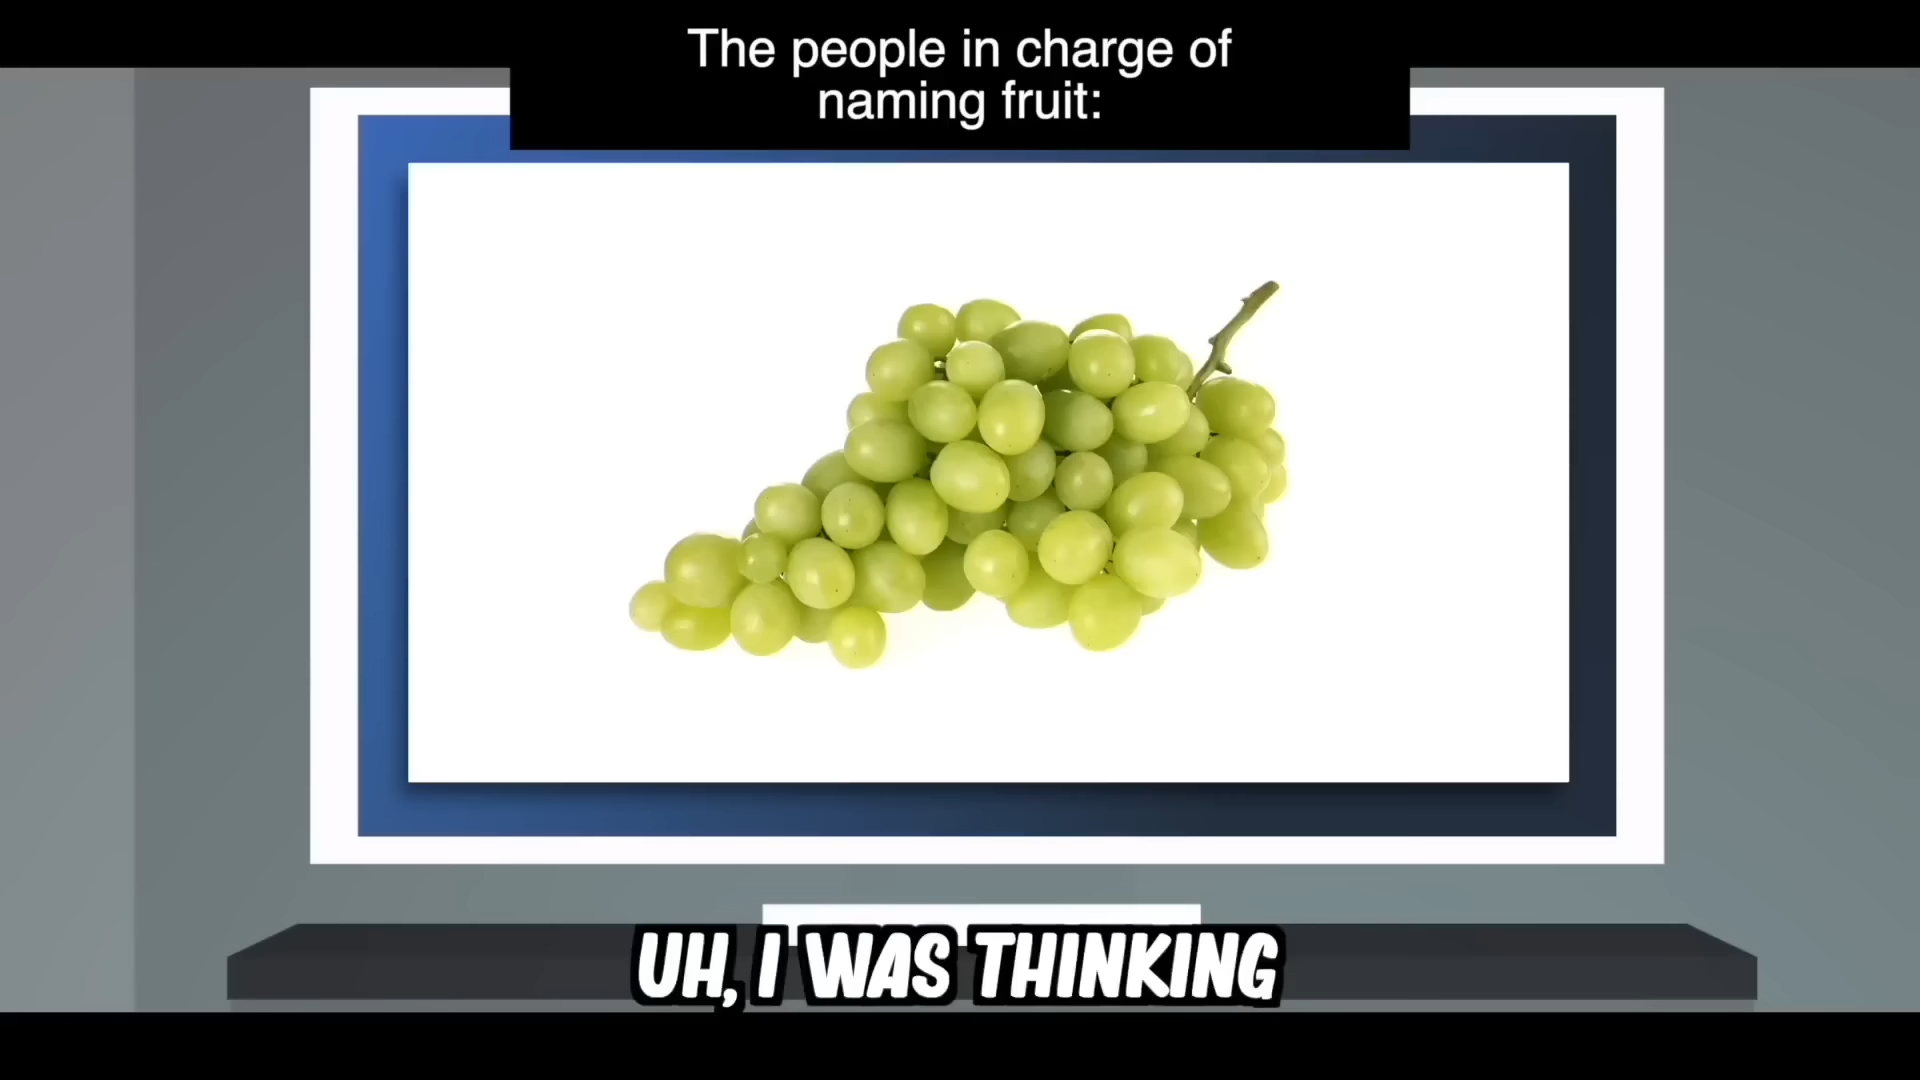 The people in charge of
naming fruit:
UH, I WAS THINKING